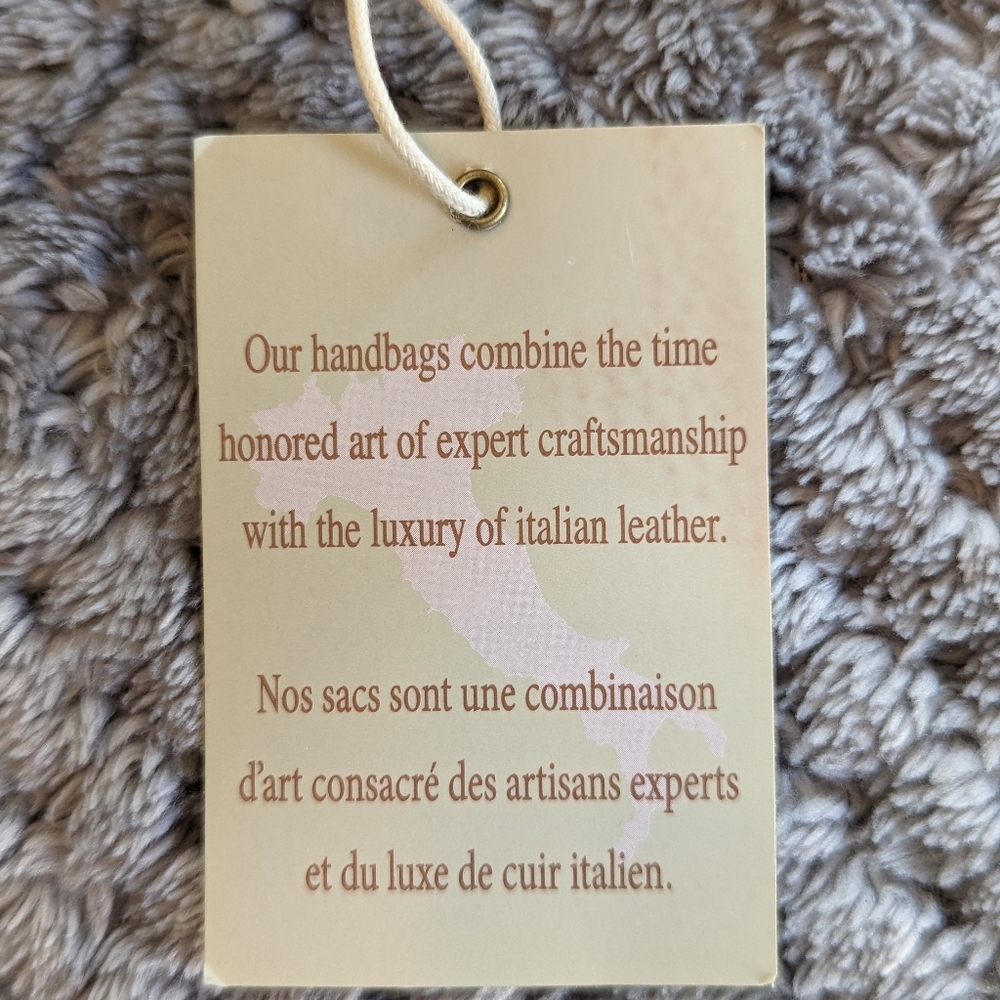 Our handbags combine the time
honored art of expert craftsmanship
with the luxury of italian leather.
Nos sacs sont une combinaison
d’art consacré des artisans experts
et du luxe de cuir italien.